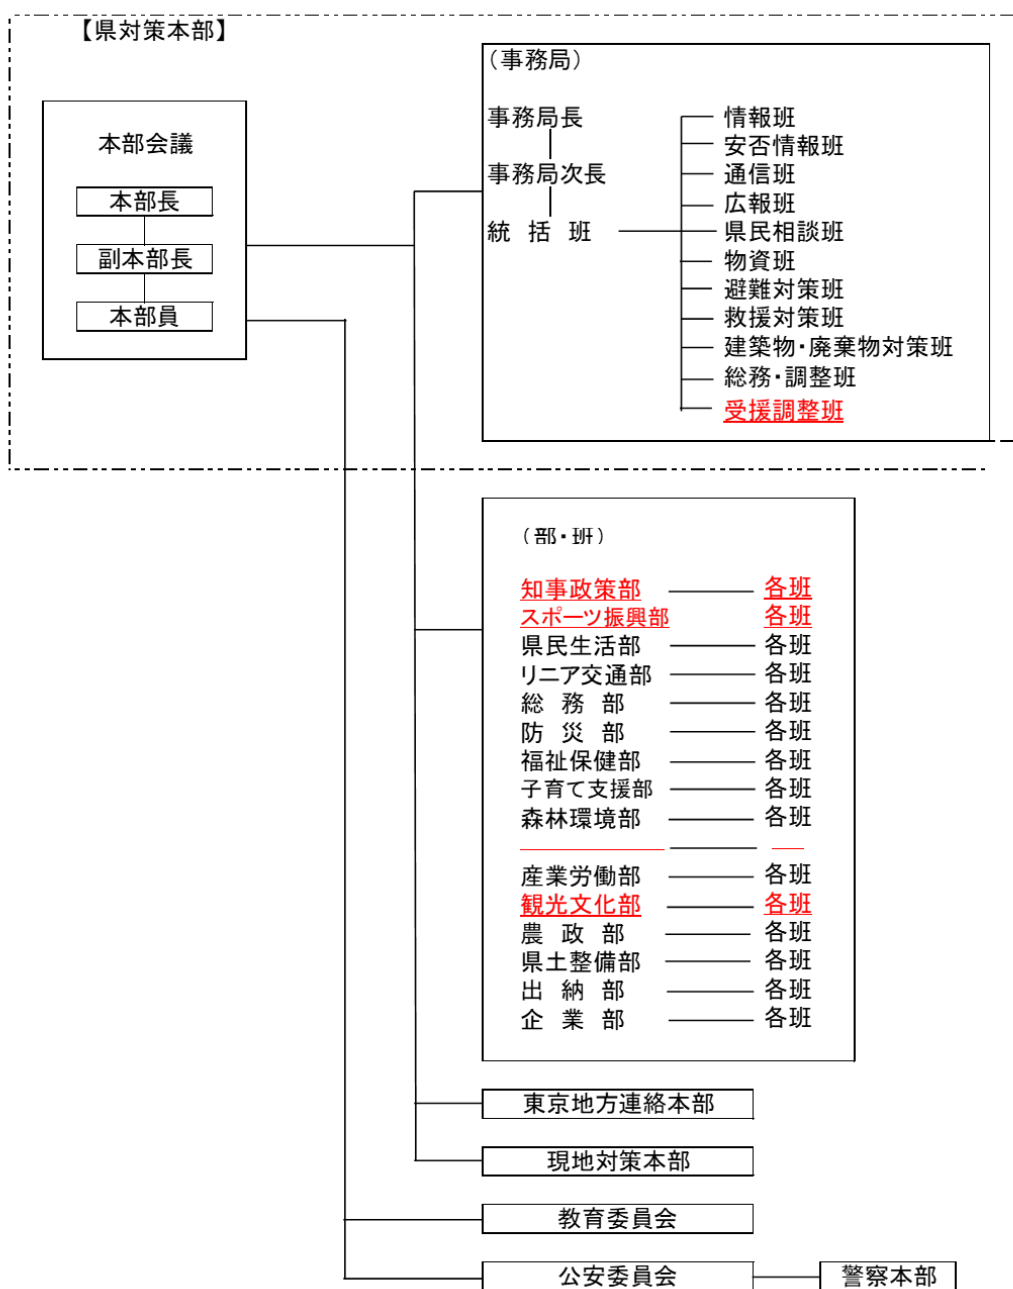 【県対策本部】
本部会議
本部長
副本部長
本部員
(事務局)
事務局長
事務局次長
統括班
情報班
安否情報班
通信班
広報班
県民相談班
物資班
避難対策班
救援対策班
建築物・廃棄物対策班
総務・調整班
受援調整班
(部・班)
知事政策部 各班
スポーツ振興部 各班
県民生活部 各班
リニア交通部 各班
総務部 各班
防災部 各班
福祉保健部 各班
子育て支援部 各班
森林環境部 各班
産業労働部 各班
観光文化部 各班
農政部 各班
県土整備部 各班
出納部 各班
企業部 各班
東京地方連絡本部
現地対策本部
教育委員会
公安委員会 警察本部